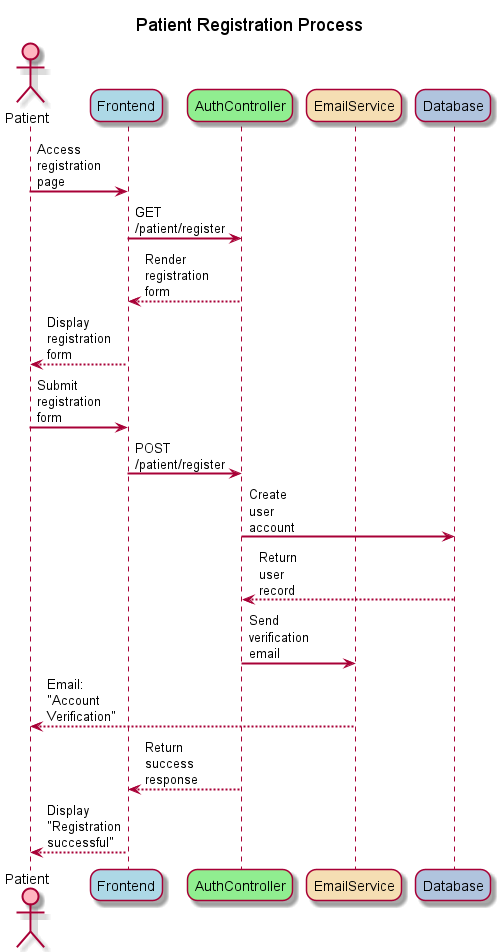 Patient Registration Process
Patient
Frontend
AuthController
EmailService
Database
Access
registration
page
GET
/patient/register
Render
registration
form
Display
registration
form
Submit
registration
form
POST
/patient/register
Create
user
account
Return
user
record
Send
verification
email
Email:
"Account
Verification"
Return
success
response
Display
"Registration
successful"
Patient
Frontend
AuthController
EmailService
Database